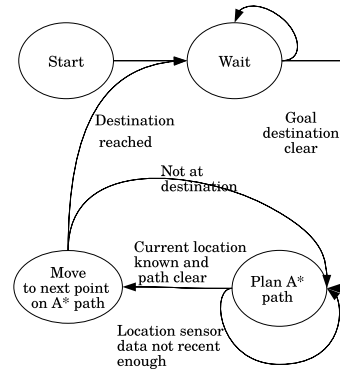 Start
Wait
Destination
reached
Goal
destination
clear
Not at
destination
Current location
known and
path clear
Move
to next point
on A* path
Plan A*
path
Location sensor
data not recent
enough